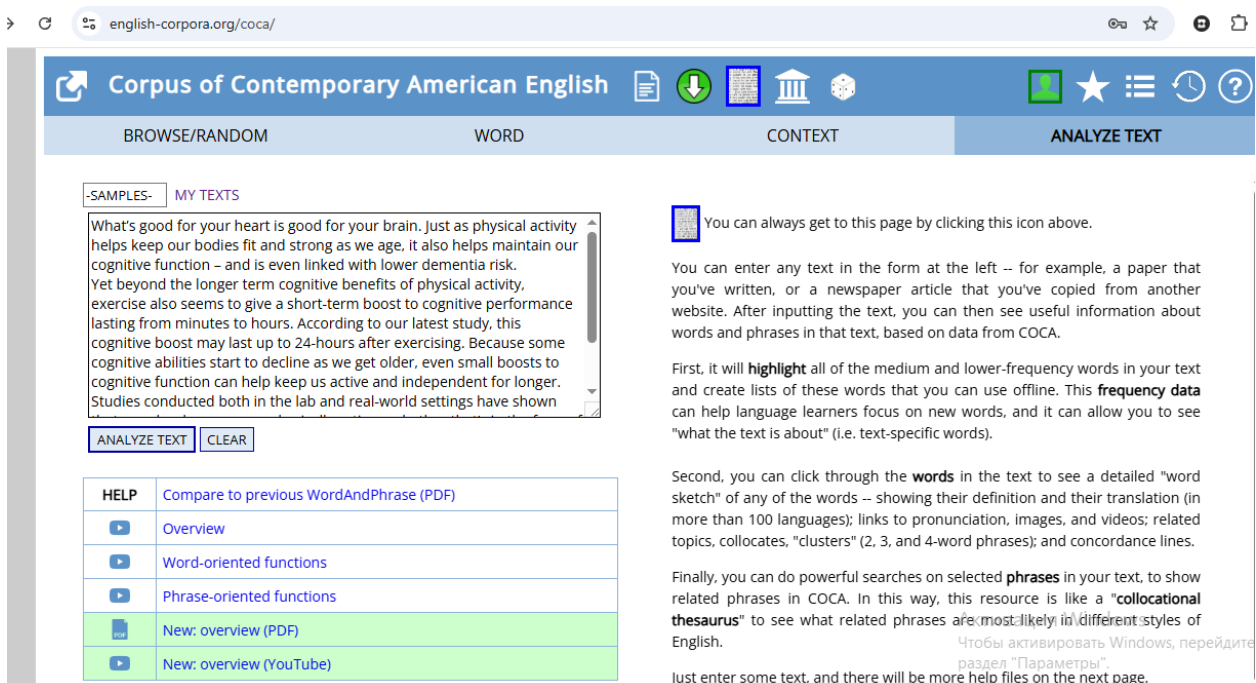 english-corpora.org/coca/
Corpus of Contemporary American English
BROWSE/RANDOM WORD CONTEXT ANALYZE TEXT
-SAMPLES- MY TEXTS
What's good for your heart is good for your brain. Just as physical activity
helps keep our bodies fit and strong as we age, it also helps maintain our
cognitive function – and is even linked with lower dementia risk.
Yet beyond the longer term cognitive benefits of physical activity,
exercise also seems to give a short-term boost to cognitive performance
lasting from minutes to hours. According to our latest study, this
cognitive boost may last up to 24-hours after exercising. Because some
cognitive abilities start to decline as we get older, even small boosts to
cognitive function can help keep us active and independent for longer.
Studies conducted both in the lab and real-world settings have shown
ANALYZE TEXT CLEAR
HELP Compare to previous WordAndPhrase (PDF)
Overview
Word-oriented functions
Phrase-oriented functions
PDF New: overview (PDF)
New: overview (YouTube)
You can always get to this page by clicking this icon above.
You can enter any text in the form at the left -- for example, a paper that
you've written, or a newspaper article that you've copied from another
website. After inputting the text, you can then see useful information about
words and phrases in that text, based on data from COCA.
First, it will highlight all of the medium and lower-frequency words in your text
and create lists of these words that you can use offline. This frequency data
can help language learners focus on new words, and it can allow you to see
"what the text is about" (i.e. text-specific words).
Second, you can click through the words in the text to see a detailed "word
sketch" of any of the words -- showing their definition and their translation (in
more than 100 languages); links to pronunciation, images, and videos; related
topics, collocates, "clusters" (2, 3, and 4-word phrases); and concordance lines.
Finally, you can do powerful searches on selected phrases in your text, to show
related phrases in COCA. In this way, this resource is like a "collocational
thesaurus" to see what related phrases are most likely in different styles of
English.
Just enter some text, and there will be more help files on the next page.
Активация Windows
Чтобы активировать Windows, перейдите
раздел "Параметры".